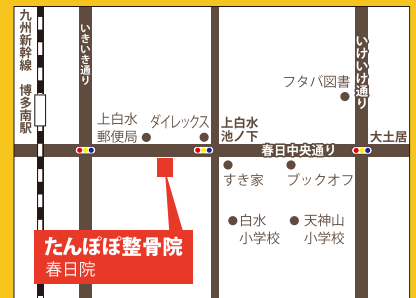 九州新幹線 博多南駅
いきいき通り
いけいけ通り
フタバ図書
上白水
郵便局
ダイレックス
上白水
池ノ下
大土居
春日中央通り
すき家
ブックオフ
白水
小学校
天神山
小学校
たんぽぽ整骨院
春日院